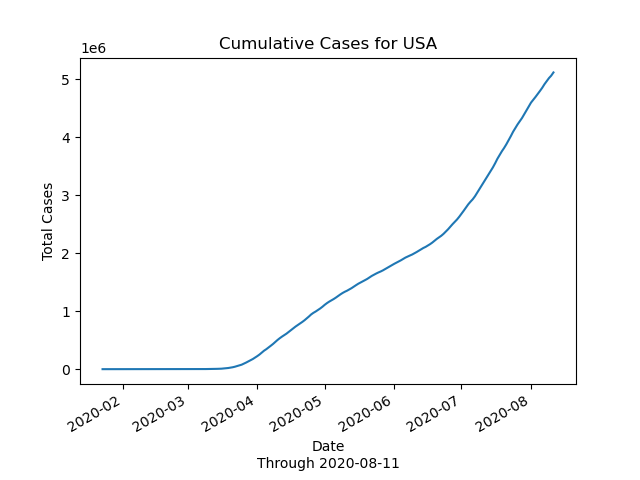 Cumulative Cases for USA
1e6
5
4
3
2
1
0
Total Cases
2020-02
2020-03
2020-04
2020-05
2020-06
2020-07
2020-08
Date
Through 2020-08-11